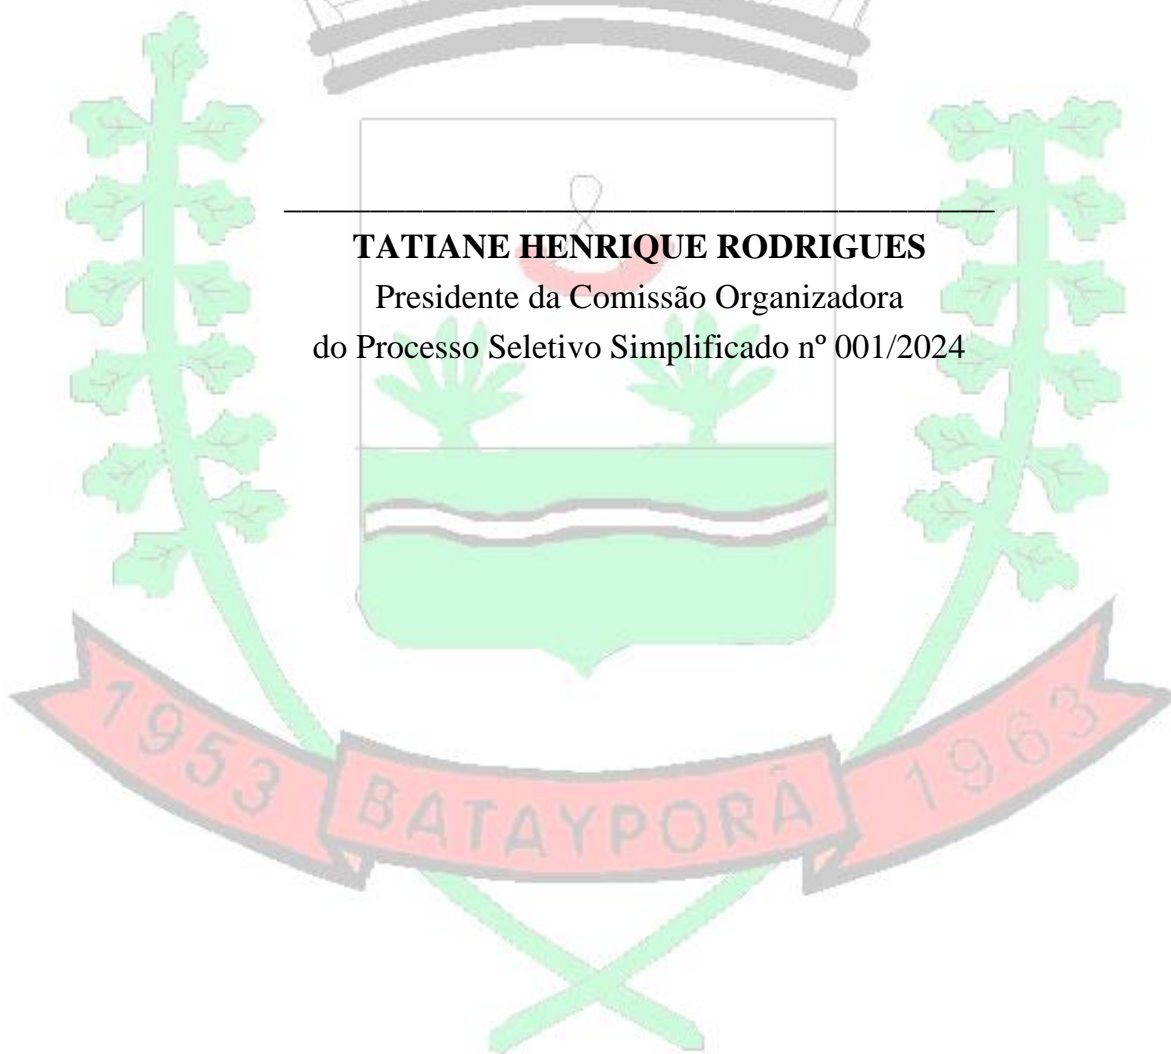 TATIANE HENRIQUE RODRIGUES
Presidente da Comissão Organizadora
do Processo Seletivo Simplificado nº 001/2024
1953 BATAYPORÃ 1963